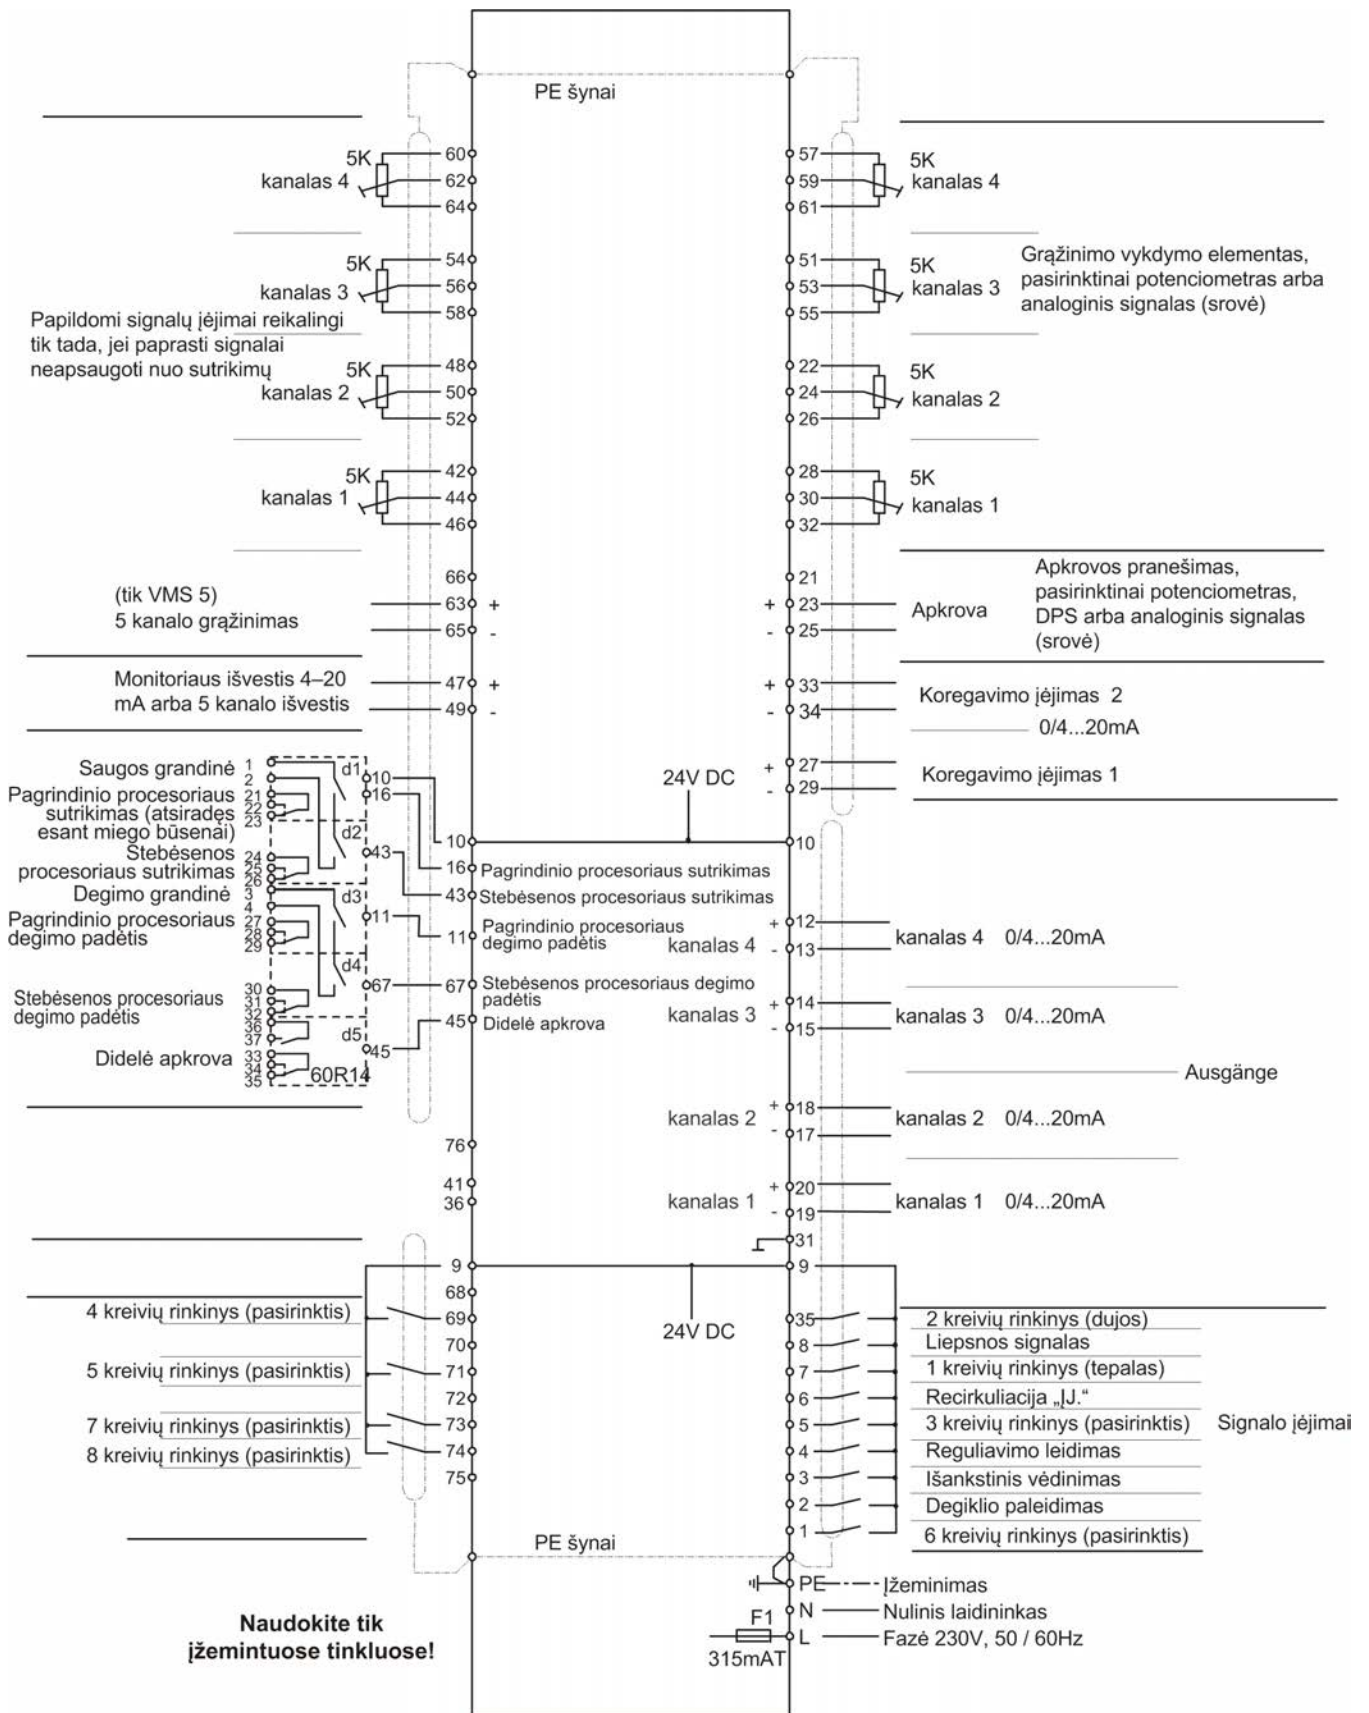 PE šynai
5K
kanalas 4
60
62
64
5K
kanalas 3
54
56
58
Papildomi signalų įėjimai reikalingi
tik tada, jei paprasti signalai
neapsaugoti nuo sutrikimų
5K
kanalas 2
48
50
52
5K
kanalas 1
42
44
46
57
59
61
5K
kanalas 4
51
53
55
5K
kanalas 3
Grąžinimo vykdymo elementas,
pasirinktinai potenciometras arba
analoginis signalas (srovė)
22
24
26
5K
kanalas 2
28
30
32
5K
kanalas 1
66
(tik VMS 5)
5 kanalo grąžinimas
63 +
65 -
Monitoriaus išvestis 4–20
mA arba 5 kanalo išvestis
47 +
49 -
21
+ 23
- 25
Apkrova
Apkrovos pranešimas,
pasirinktinai potenciometras,
DPS arba analoginis signalas
(srovė)
+ 33
- 34
Koregavimo įėjimas 2
0/4...20mA
+ 27
- 29
Koregavimo įėjimas 1
24V DC
Saugos grandinė
1
2
Pagrindinio procesoriaus
sutrikimas (atsiradęs
esant miego būsenai)
21
22
23
Stebėsenos
procesoriaus sutrikimas
24
25
26
Degimo grandinė
3
4
Pagrindinio procesoriaus
degimo padėtis
27
28
29
Stebėsenos procesoriaus
degimo padėtis
30
31
32
36
37
Didelė apkrova
33
34
35
d1
d2
d3
d4
d5
60R14
10
16
43
11
67
45
10
10
16 Pagrindinio procesoriaus sutrikimas
43 Stebėsenos procesoriaus sutrikimas
11 Pagrindinio procesoriaus
degimo padėtis
67 Stebėsenos procesoriaus degimo
padėtis
45 Didelė apkrova
kanalas 4
+ 12
- 13
kanalas 4 0/4...20mA
kanalas 3
+ 14
- 15
kanalas 3 0/4...20mA
Ausgänge
kanalas 2
+ 18
- 17
kanalas 2 0/4...20mA
kanalas 1
+ 20
- 19
kanalas 1 0/4...20mA
76
41
36
31
9
9
24V DC
68
4 kreivių rinkinys (pasirinktis)
69
70
5 kreivių rinkinys (pasirinktis)
71
72
7 kreivių rinkinys (pasirinktis)
73
8 kreivių rinkinys (pasirinktis)
74
75
35 2 kreivių rinkinys (dujos)
8 Liepsnos signalas
7 1 kreivių rinkinys (tepalas)
6 Recirkuliacija „ĮJ.“
5 3 kreivių rinkinys (pasirinktis)
Signalo įėjimai
4 Reguliavimo leidimas
3 Išankstinis vėdinimas
2 Degiklio paleidimas
1 6 kreivių rinkinys (pasirinktis)
PE šynai
PE Įžeminimas
N Nulinis laidininkas
F1
L Fazė 230V, 50 / 60Hz
315mAT
Naudokite tik
įžemintuose tinkluose!